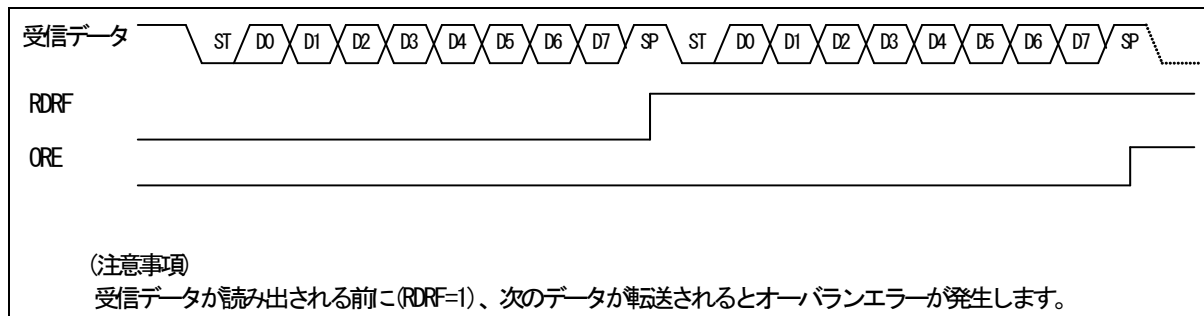 受信データ ST D0 D1 D2 D3 D4 D5 D6 D7 SP ST D0 D1 D2 D3 D4 D5 D6 D7 SP
RDRF
ORE
(注意事項)
受信データが読み出される前に(RDRF=1)、次のデータが転送されるとオーバランエラーが発生します。